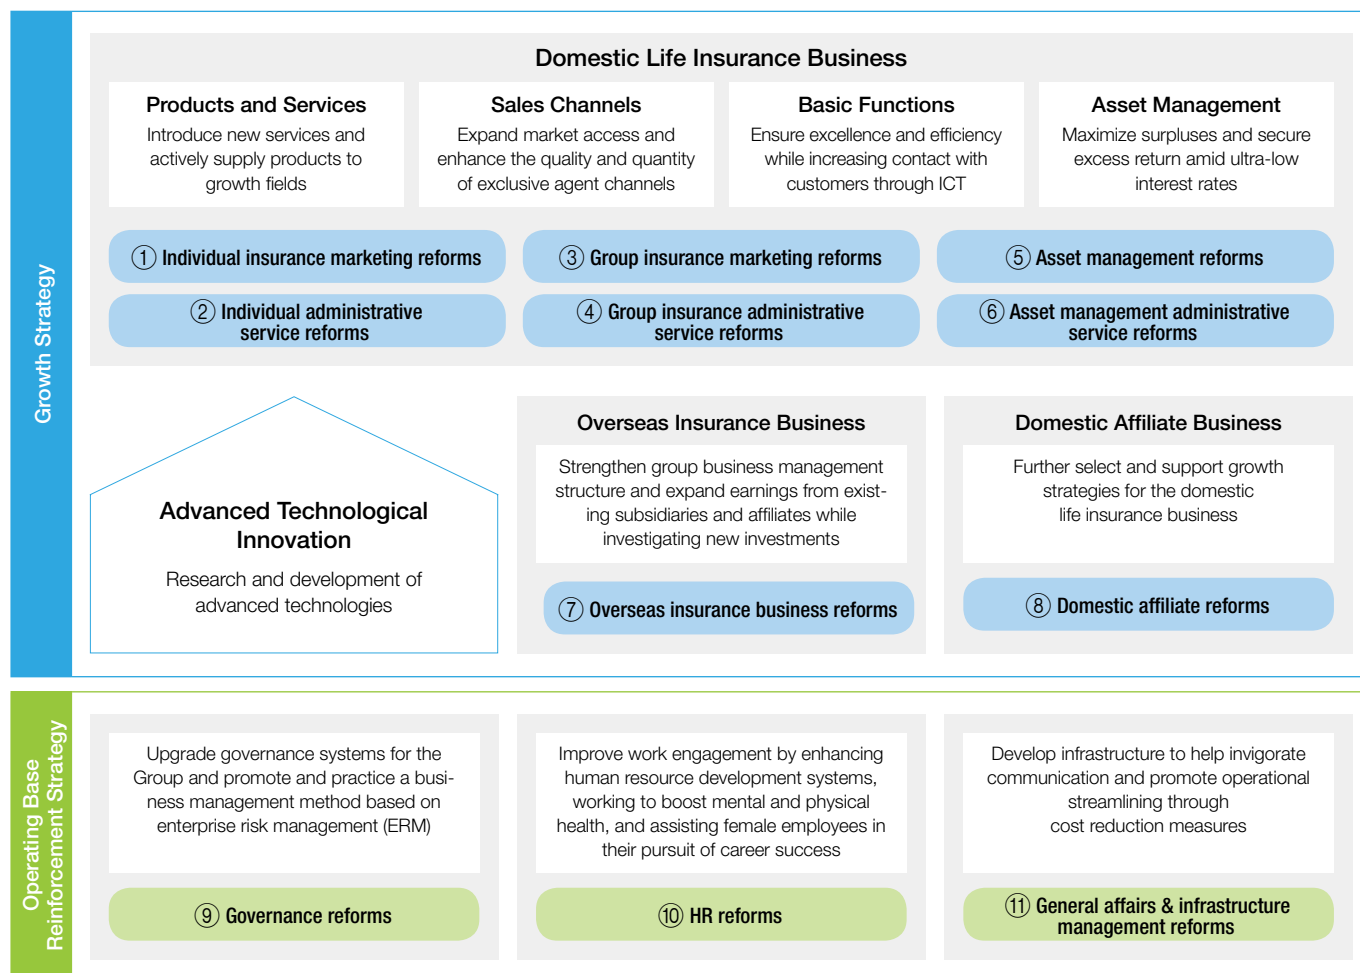 Growth Strategy
Domestic Life Insurance Business
Products and Services
Introduce new services and
actively supply products to
growth fields
Sales Channels
Expand market access and
enhance the quality and quantity
of exclusive agent channels
Basic Functions
Ensure excellence and efficiency
while increasing contact with
customers through ICT
Asset Management
Maximize surpluses and secure
excess return amid ultra-low
interest rates
① Individual insurance marketing reforms
② Individual administrative
service reforms
③ Group insurance marketing reforms
④ Group insurance administrative
service reforms
⑤ Asset management reforms
⑥ Asset management administrative
service reforms
Advanced Technological
Innovation
Research and development of
advanced technologies
Overseas Insurance Business
Strengthen group business management
structure and expand earnings from exist-
ing subsidiaries and affiliates while
investigating new investments
⑦ Overseas insurance business reforms
Domestic Affiliate Business
Further select and support growth
strategies for the domestic
life insurance business
⑧ Domestic affiliate reforms
Operating Base
Reinforcement Strategy
Upgrade governance systems for the
Group and promote and practice a busi-
ness management method based on
enterprise risk management (ERM)
⑨ Governance reforms
Improve work engagement by enhancing
human resource development systems,
working to boost mental and physical
health, and assisting female employees in
their pursuit of career success
⑩ HR reforms
Develop infrastructure to help invigorate
communication and promote operational
streamlining through
cost reduction measures
⑪ General affairs & infrastructure
management reforms